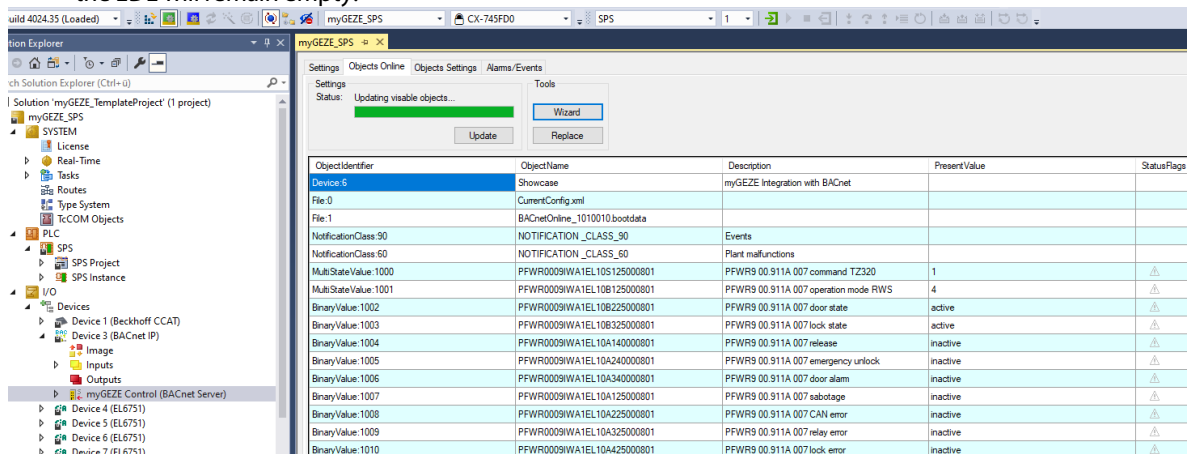 the EDE will remain empty.
uild 4024.35 (Loaded) myGEZE_SPS CX-745FD0 SPS 1
tion Explorer
rch Solution Explorer (Ctrl+ü)
Solution 'myGEZE_TemplateProject' (1 project)
myGEZE_SPS
SYSTEM
License
Real-Time
Tasks
Routes
Type System
TcCOM Objects
PLC
SPS
SPS Project
SPS Instance
I/O
Devices
Device 1 (Beckhoff CCAT)
Device 3 (BACnet IP)
Image
Inputs
Outputs
myGEZE Control (BACnet Server)
Device 4 (EL6751)
Device 5 (EL6751)
Device 6 (EL6751)
Device 7 (EL6751)
myGEZE_SPS
Settings Objects Online Objects Settings Alarms/Events
Settings Tools
Status: Updating visable objects...
Wizard
Update Replace
ObjectIdentifier ObjectName Description PresentValue StatusFlags
Device:6 Showcase myGEZE Integration with BACnet
File:0 CurrentConfig.xml
File:1 BACnetOnline_1010010.bootdata
NotificationClass:90 NOTIFICATION _CLASS_90 Events
NotificationClass:60 NOTIFICATION _CLASS_60 Plant malfunctions
MultiStateValue:1000 PFWR0009IWA1EL10S125000801 PFWR9 00.911A 007 command TZ320 1
MultiStateValue:1001 PFWR0009IWA1EL10B125000801 PFWR9 00.911A 007 operation mode RWS 4
BinaryValue:1002 PFWR0009IWA1EL10B225000801 PFWR9 00.911A 007 door state active
BinaryValue:1003 PFWR0009IWA1EL10B325000801 PFWR9 00.911A 007 lock state active
BinaryValue:1004 PFWR0009IWA1EL10A140000801 PFWR9 00.911A 007 release inactive
BinaryValue:1005 PFWR0009IWA1EL10A240000801 PFWR9 00.911A 007 emergency unlock inactive
BinaryValue:1006 PFWR0009IWA1EL10A340000801 PFWR9 00.911A 007 door alam inactive
BinaryValue:1007 PFWR0009IWA1EL10A125000801 PFWR9 00.911A 007 sabotage inactive
BinaryValue:1008 PFWR0009IWA1EL10A225000801 PFWR9 00.911A 007 CAN error inactive
BinaryValue:1009 PFWR0009IWA1EL10A325000801 PFWR9 00.911A 007 relay error inactive
BinaryValue:1010 PFWR0009IWA1EL10A425000801 PFWR9 00.911A 007 lock error inactive